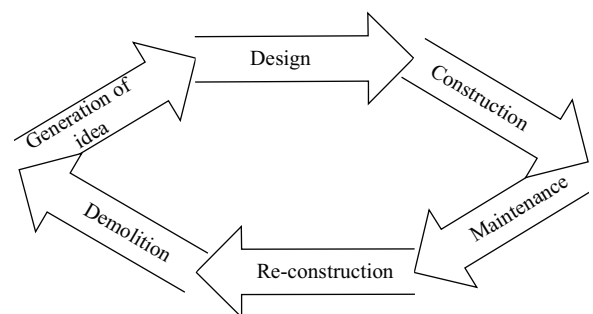 Generation of
idea
Design
Construction
Maintenance
Re-construction
Demolition